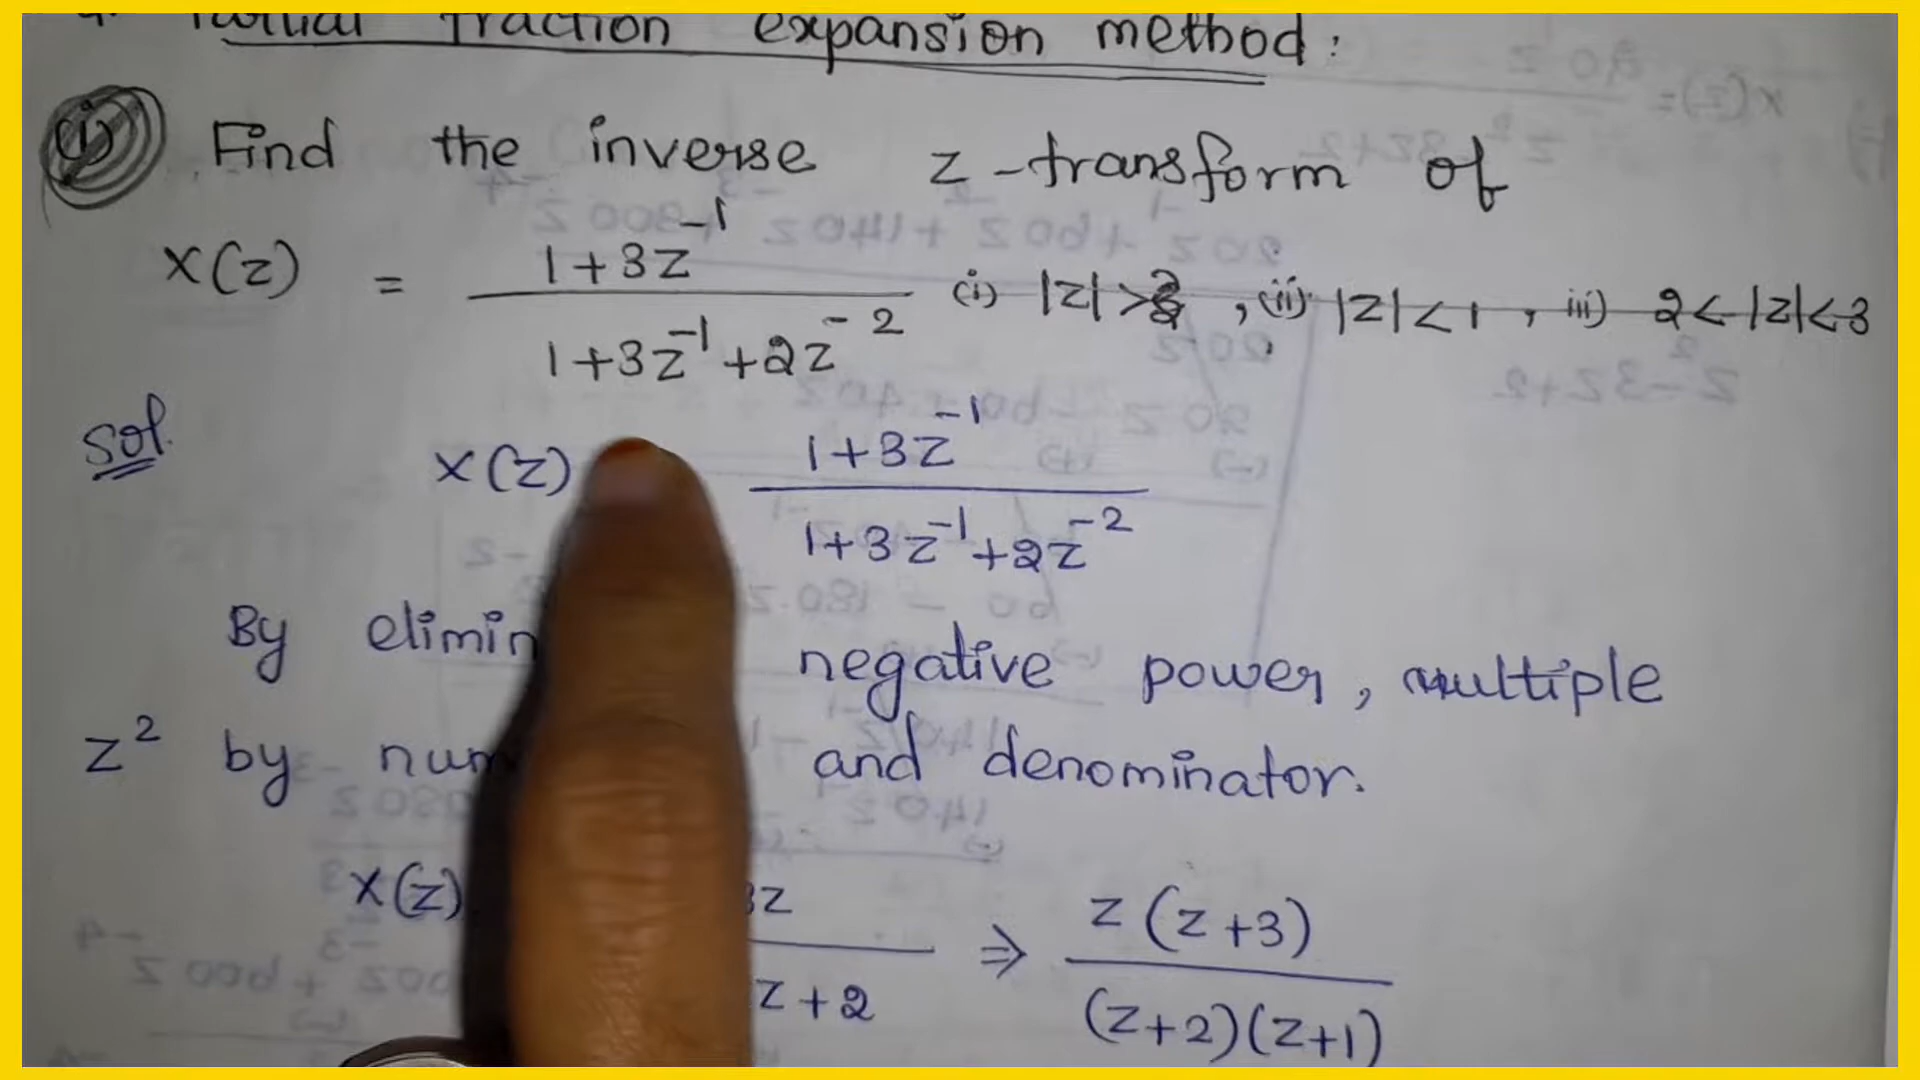 Partial fraction expansion method:
(i) Find the inverse z-transform of
X(z) = (1+3z^-1)/(1+3z^-1+2z^-2) (i) |z|>2, (ii) |z|<1, iii) 2<|z|<3
Sol.
X(z) (1+3z^-1)/(1+3z^-1+2z^-2)
By elimin negative power, multiple
z^2 by num and denominator.
X(z) 3z/(z+2) ⇒ z(z+3)/((z+2)(z+1))